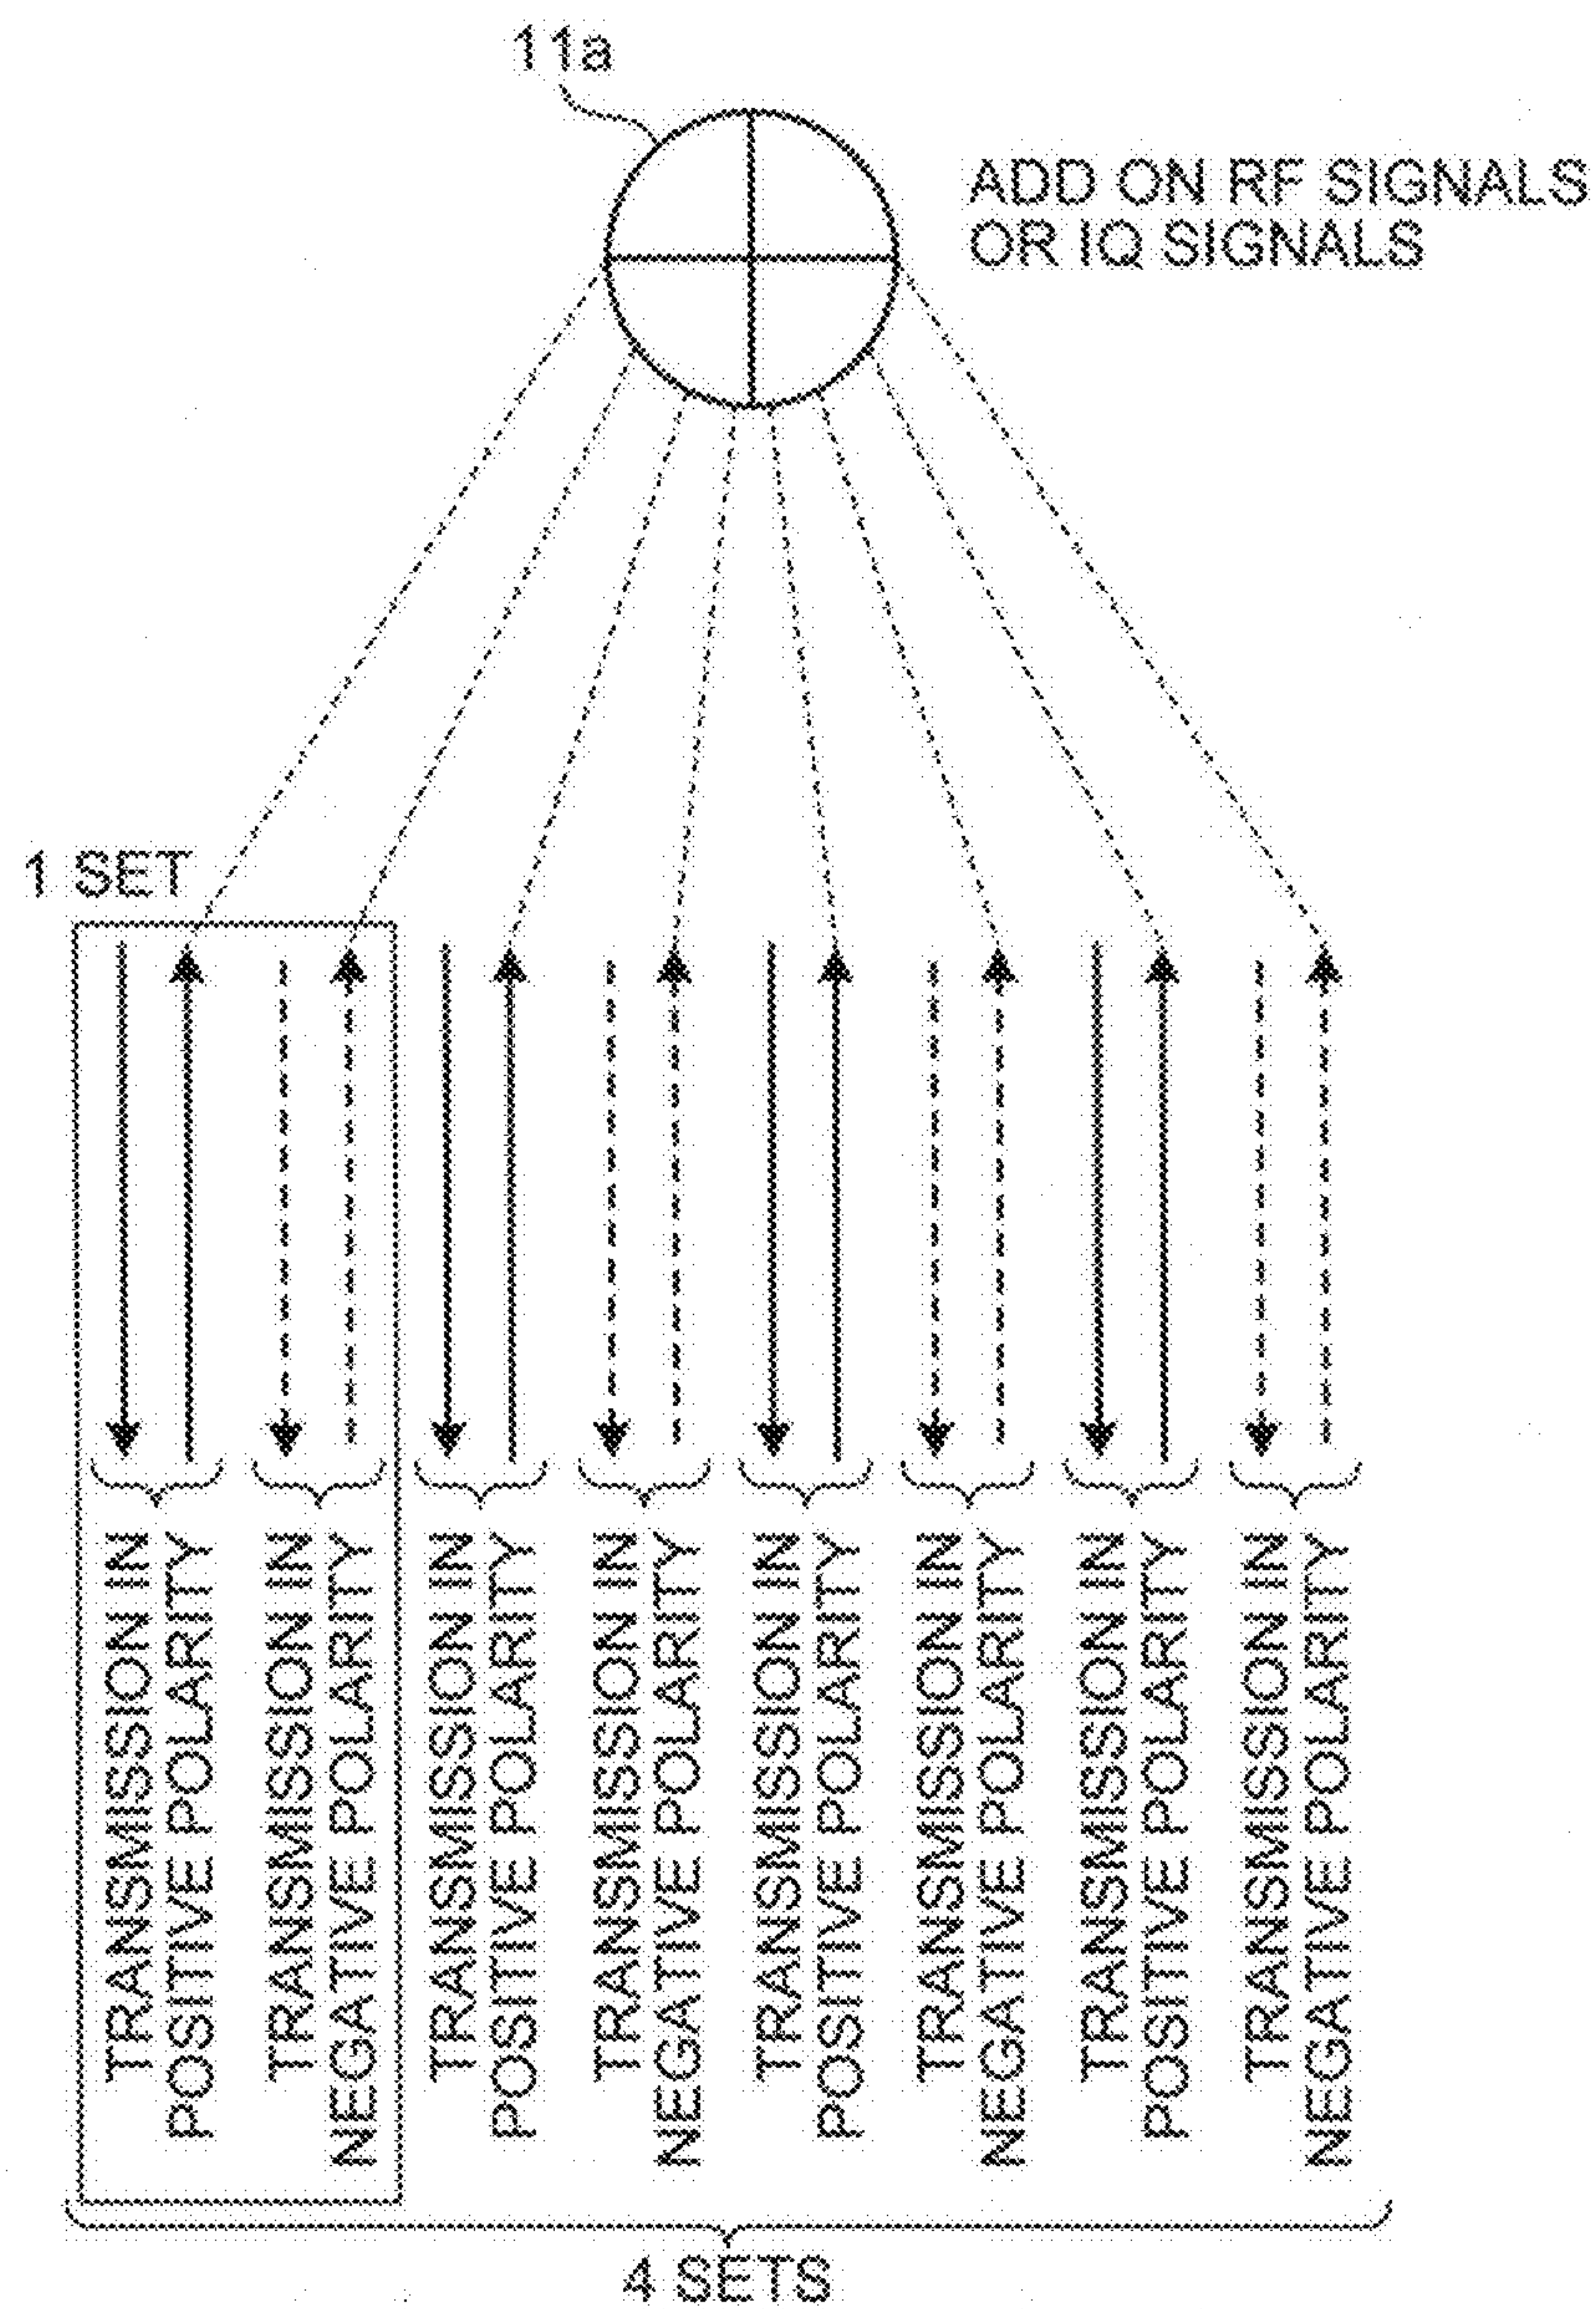 11a
ADD ON RF SIGNALS
OR IQ SIGNALS
1 SET
TRANSMISSION IN
POSITIVE POLARITY
TRANSMISSION IN
NEGATIVE POLARITY
TRANSMISSION IN
POSITIVE POLARITY
TRANSMISSION IN
NEGATIVE POLARITY
TRANSMISSION IN
POSITIVE POLARITY
TRANSMISSION IN
NEGATIVE POLARITY
TRANSMISSION IN
POSITIVE POLARITY
TRANSMISSION IN
NEGATIVE POLARITY
4 SETS